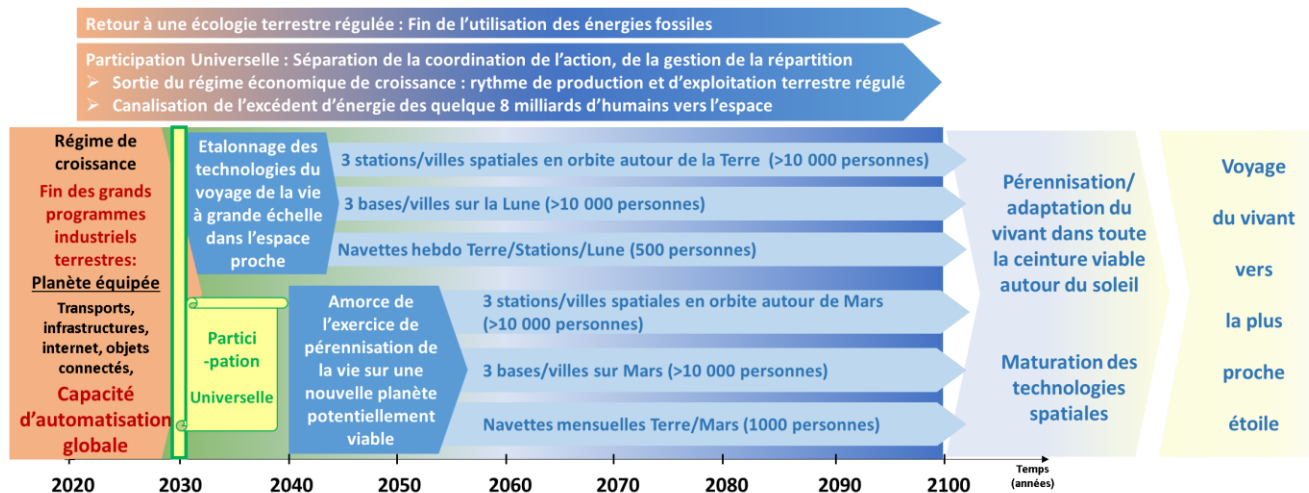 Retour à une écologie terrestre régulée : Fin de l'utilisation des énergies fossiles
Participation Universelle : Séparation de la coordination de l'action, de la gestion de la répartition
➢ Sortie du régime économique de croissance : rythme de production et d'exploitation terrestre régulé
➢ Canalisation de l'excédent d'énergie des quelque 8 milliards d'humains vers l'espace
Régime de
croissance
Fin des grands
programmes
industriels
terrestres:
Planète équipée
Transports,
infrastructures,
internet, objets
connectés,
Capacité
d'automatisation
globale
Partici
-pation
Universelle
Etalonnage des
technologies du
voyage de la vie
à grande échelle
dans l'espace
proche
3 stations/villes spatiales en orbite autour de la Terre (>10 000 personnes)
3 bases/villes sur la Lune (>10 000 personnes)
Navettes hebdo Terre/Stations/Lune (500 personnes)
Amorce de
l'exercice de
pérennisation de
la vie sur une
nouvelle planète
potentiellement
viable
3 stations/villes spatiales en orbite autour de Mars
(>10 000 personnes)
3 bases/villes sur Mars (>10 000 personnes)
Navettes mensuelles Terre/Mars (1000 personnes)
Pérennisation/
adaptation du
vivant dans toute
la ceinture viable
autour du soleil
Maturation des
technologies
spatiales
Voyage
du vivant
vers
la plus
proche
étoile
2020 2030 2040 2050 2060 2070 2080 2090 2100
Temps
(années)